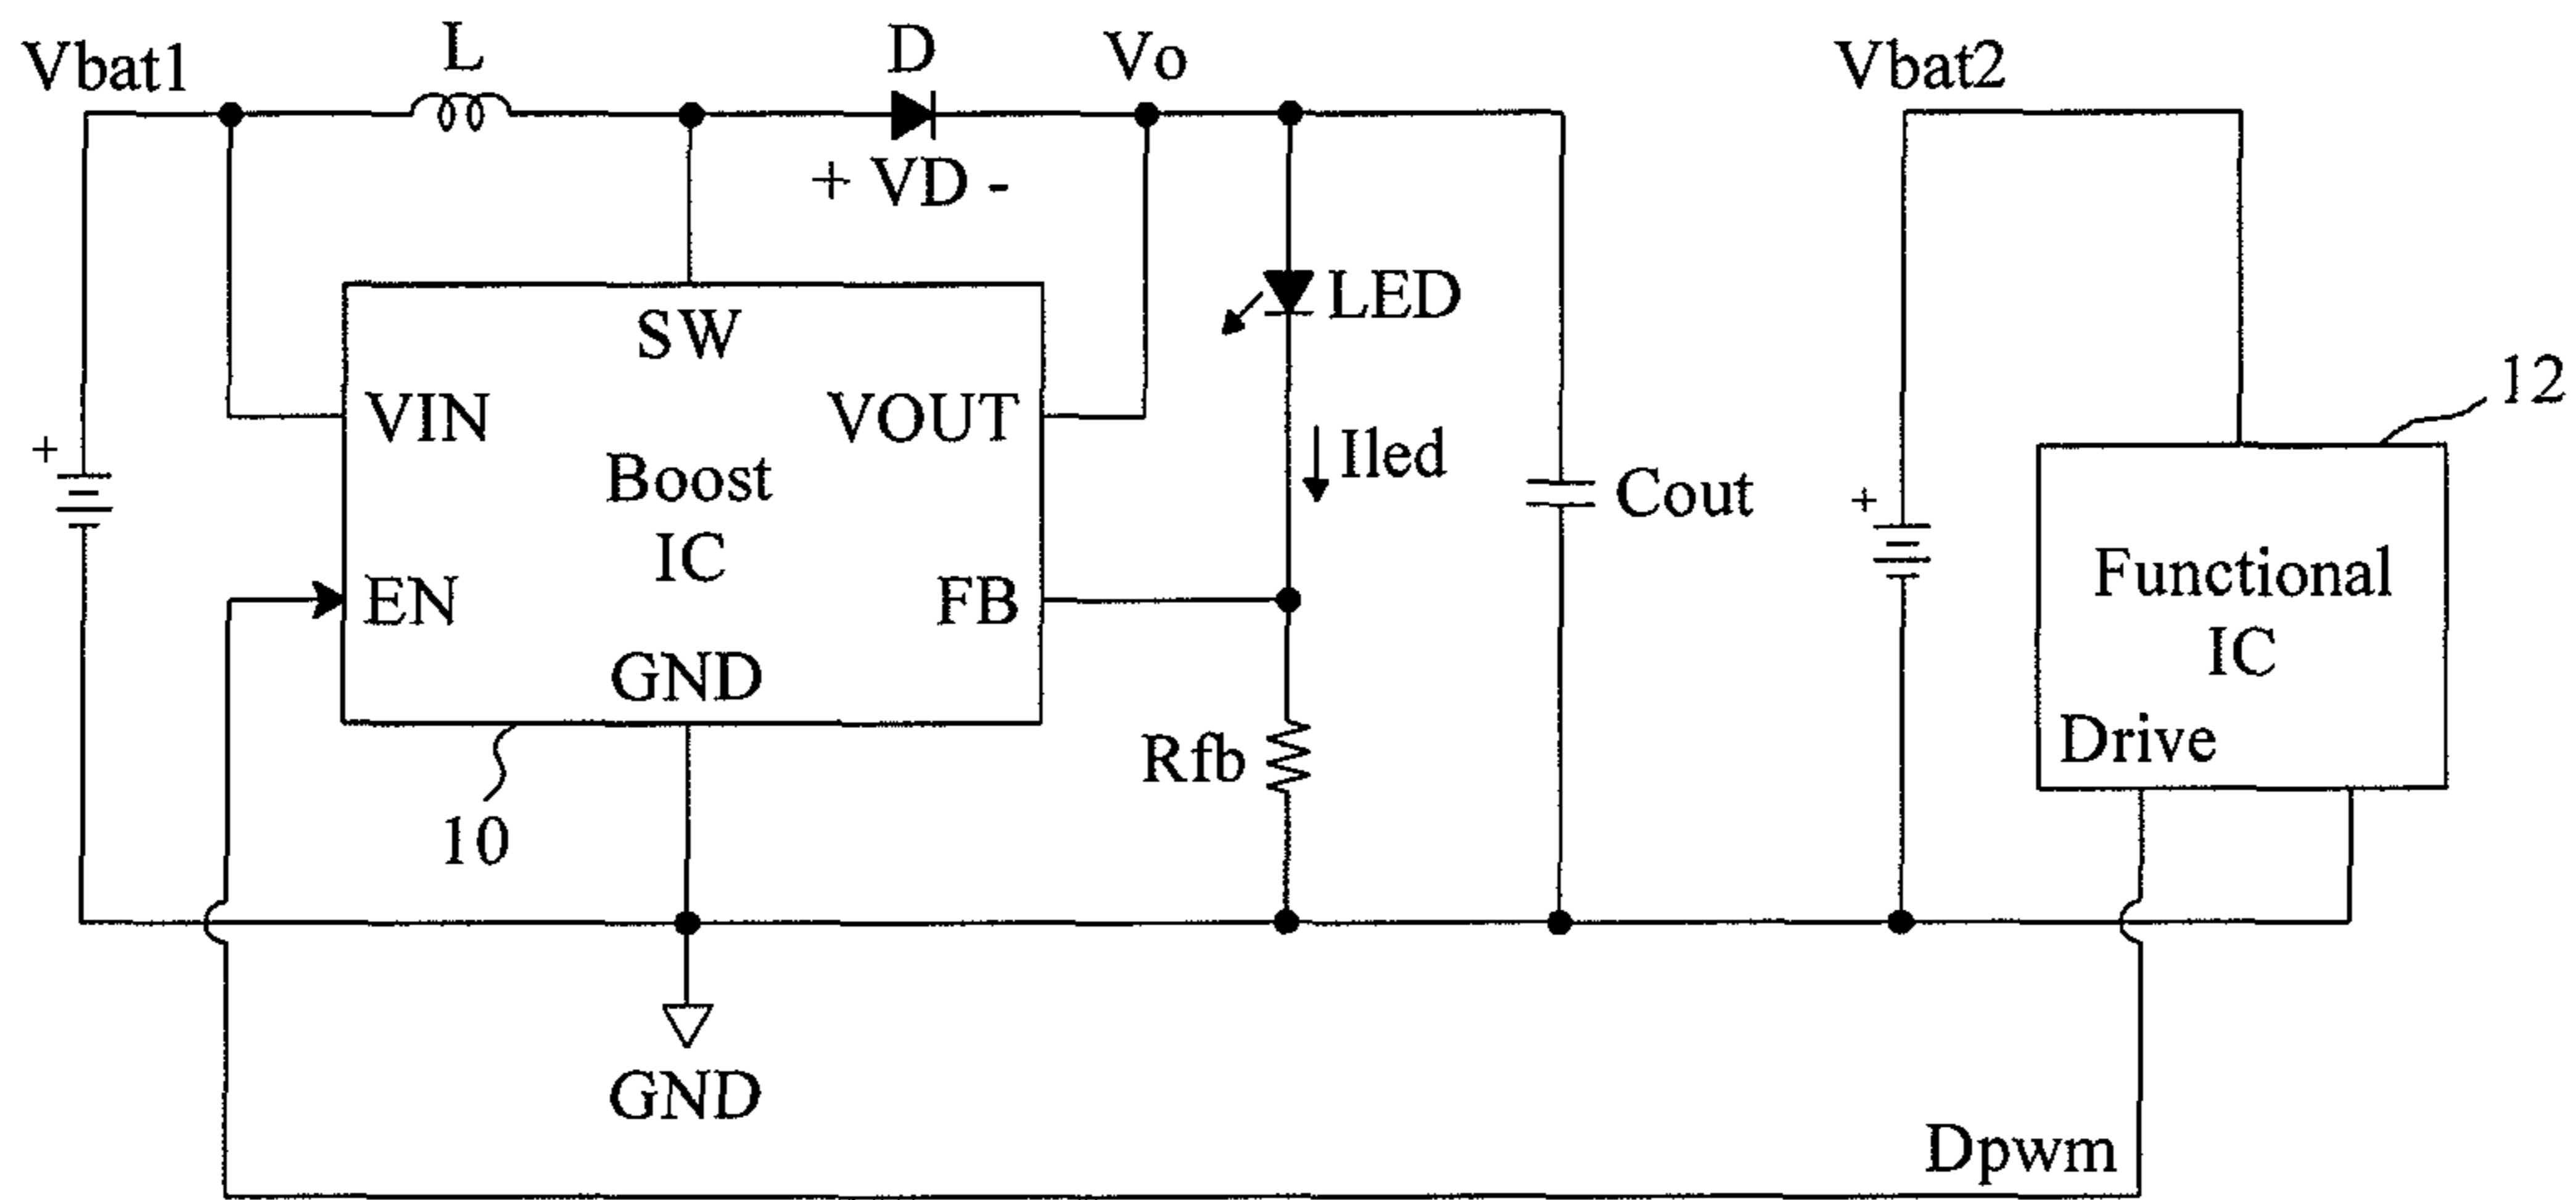 Vbat1
L
D
Vo
Vbat2
+ VD -
SW
LED
VIN
VOUT
12
+
Boost
IC
Iled
Cout
+
Functional
IC
EN
FB
GND
Drive
Rfb
10
GND
Dpwm